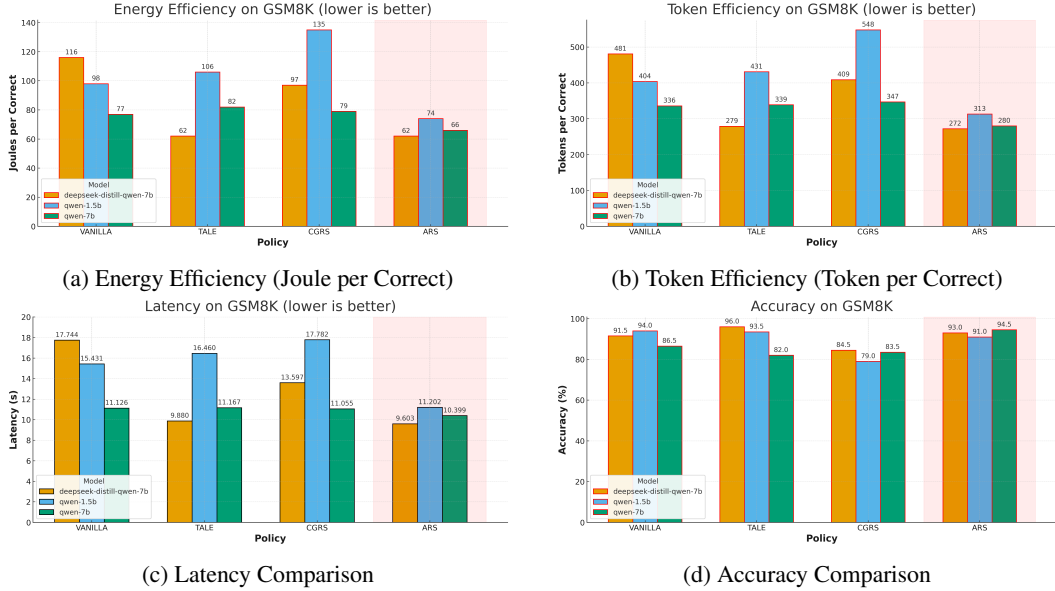 Energy Efficiency on GSM8K (lower is better)
140
120
100
80
60
40
20
0
Joules per Correct
116
98
77
62
106
82
97
135
79
62
74
66
Model
deepseek-distill-qwen-7b
qwen-1.5b
qwen-7b
VANILLA
TALE
CGRS
ARS
Policy
(a) Energy Efficiency (Joule per Correct)
Token Efficiency on GSM8K (lower is better)
500
400
300
200
100
0
Tokens per Correct
481
404
336
279
431
339
409
548
347
272
313
280
Model
deepseek-distill-qwen-7b
qwen-1.5b
qwen-7b
VANILLA
TALE
CGRS
ARS
Policy
(b) Token Efficiency (Token per Correct)
Latency on GSM8K (lower is better)
20
18
16
14
12
10
8
6
4
2
0
Latency (s)
17.744
15.431
11.126
9.880
16.460
11.167
13.597
17.782
11.055
9.603
11.202
10.399
Model
deepseek-distill-qwen-7b
qwen-1.5b
qwen-7b
VANILLA
TALE
CGRS
ARS
Policy
(c) Latency Comparison
Accuracy on GSM8K
100
80
60
40
20
0
Accuracy (%)
91.5
94.0
86.5
96.0
93.5
82.0
84.5
79.0
83.5
93.0
91.0
94.5
Model
deepseek-distill-qwen-7b
qwen-1.5b
qwen-7b
VANILLA
TALE
CGRS
ARS
Policy
(d) Accuracy Comparison